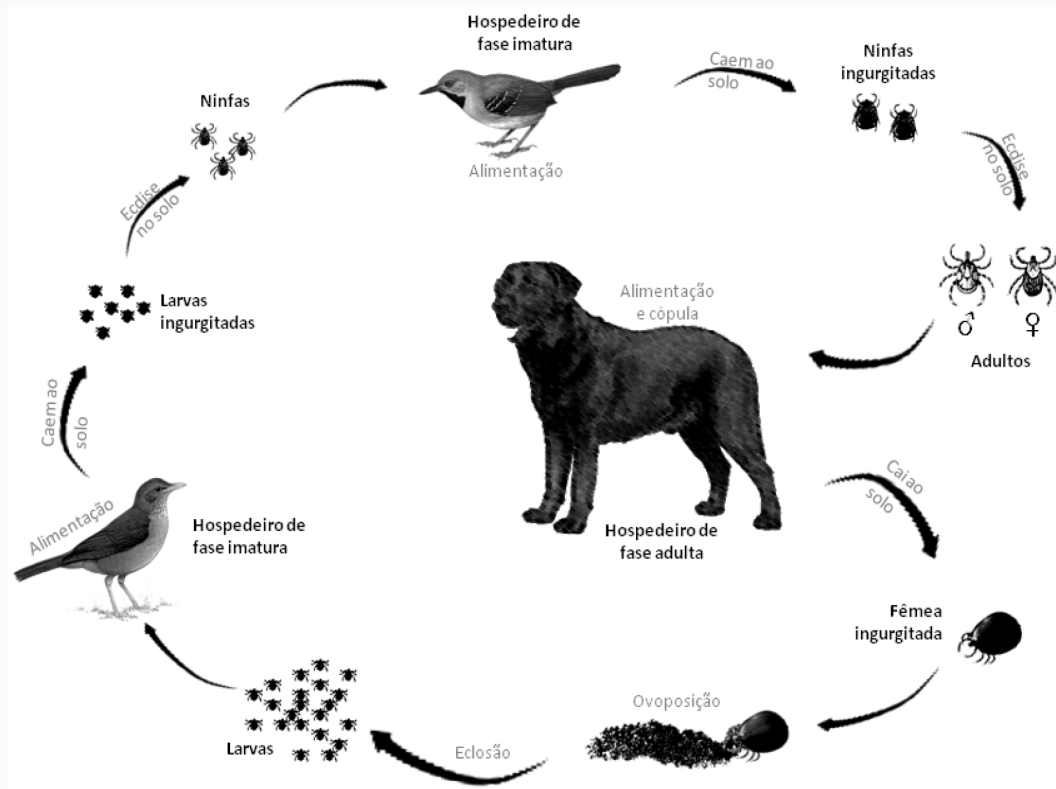 Hospedeiro de
fase imatura
Alimentação
Caem ao
solo
Ninfas
ingurgitadas
Ecdise
no solo
♂ ♀
Adultos
Alimentação
e cópula
Hospedeiro de
fase adulta
Cai ao
solo
Fêmea
ingurgitada
Ovoposição
Eclosão
Larvas
Hospedeiro de
fase imatura
Alimentação
Caem ao
solo
Larvas
ingurgitadas
Ecdise
no solo
Ninfas